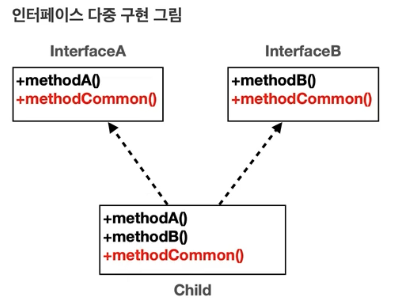 인터페이스 다중 구현 그림
InterfaceA
InterfaceB
+methodA()
+methodCommon()
+methodB()
+methodCommon()
+methodA()
+methodB()
+methodCommon()
Child